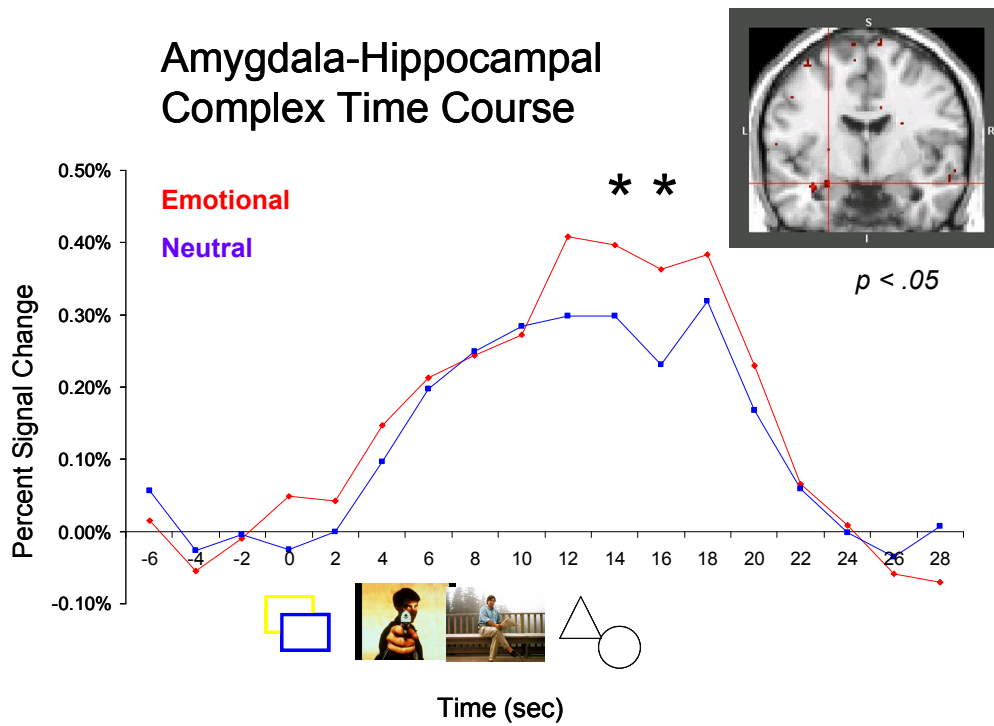 Amygdala-Hippocampal
Complex Time Course
S
L
R
I
p < .05
Emotional
Neutral
* *
Percent Signal Change
0.50%
0.40%
0.30%
0.20%
0.10%
0.00%
-0.10%
-6 -4 -2 0 2 4 6 8 10 12 14 16 18 20 22 24 26 28
Time (sec)